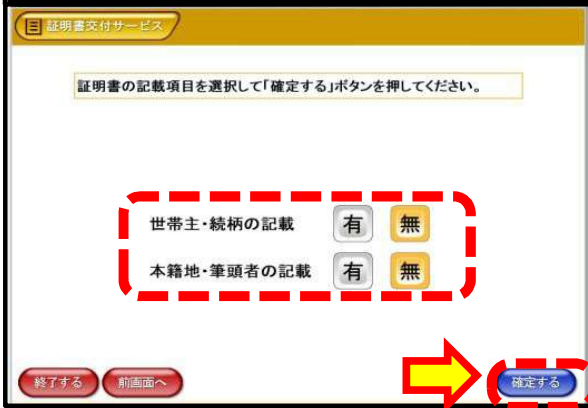 証明書交付サービス
証明書の記載項目を選択して「確定する」ボタンを押してください。
世帯主・続柄の記載 有 無
本籍地・筆頭者の記載 有 無
終了する 前画面へ 確定する